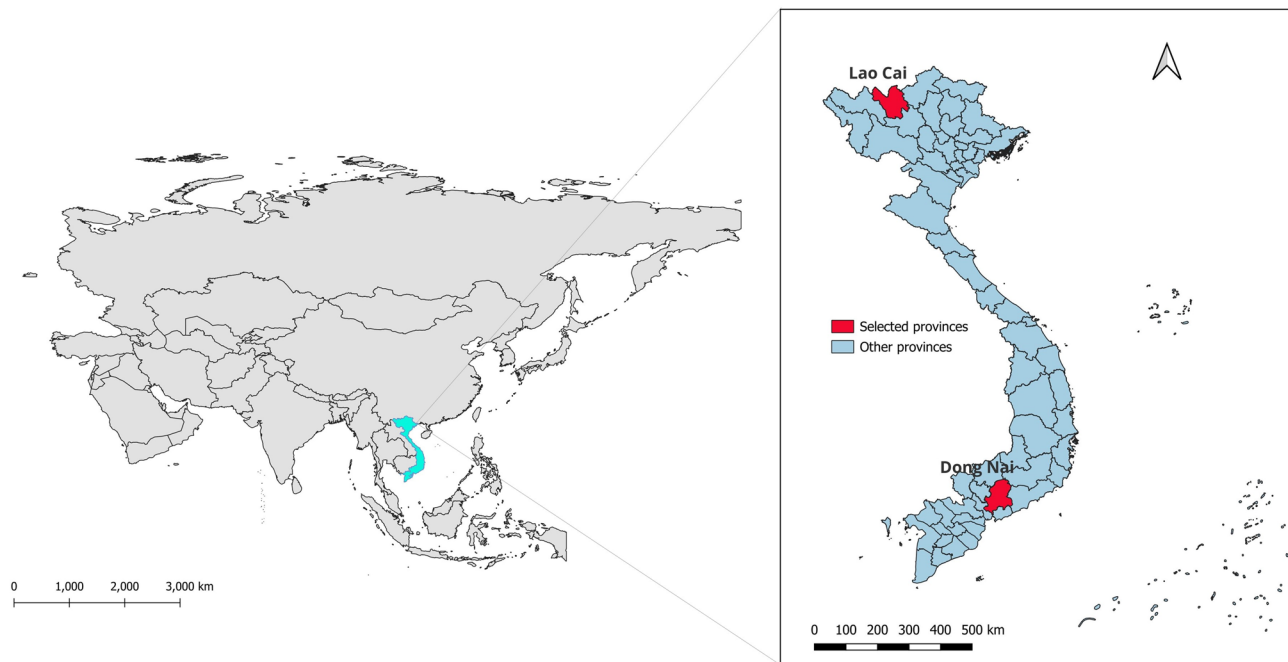 Lao Cai
Selected provinces
Other provinces
Dong Nai
0 1,000 2,000 3,000 km
0 100 200 300 400 500 km